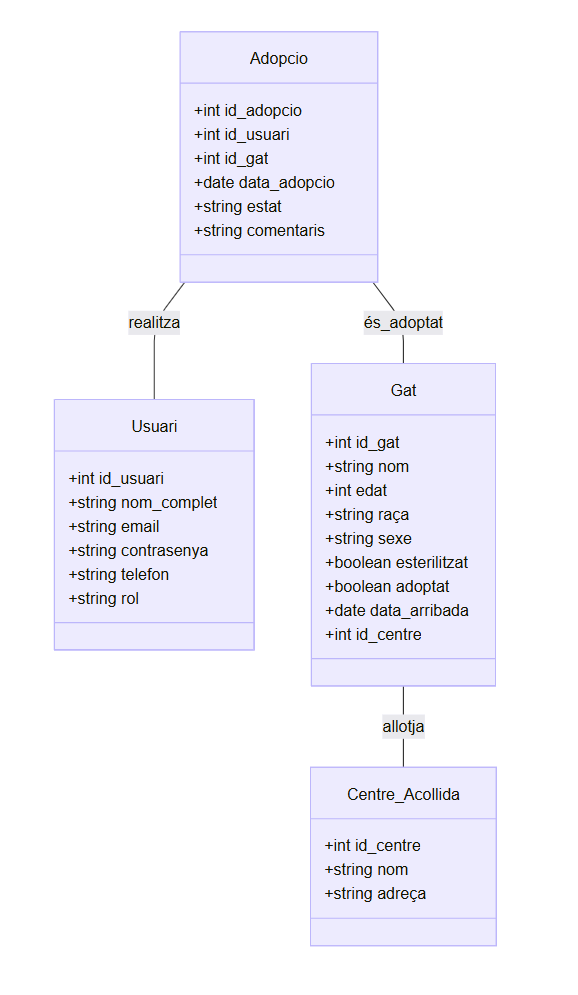 Adopcio
+int id_adopcio
+int id_usuari
+int id_gat
+date data_adopcio
+string estat
+string comentaris
realitza
és_adoptat
Usuari
+int id_usuari
+string nom_complet
+string email
+string contrasenya
+string telefon
+string rol
Gat
+int id_gat
+string nom
+int edat
+string raça
+string sexe
+boolean esterilitzat
+boolean adoptat
+date data_arribada
+int id_centre
allotja
Centre_Acollida
+int id_centre
+string nom
+string adreça